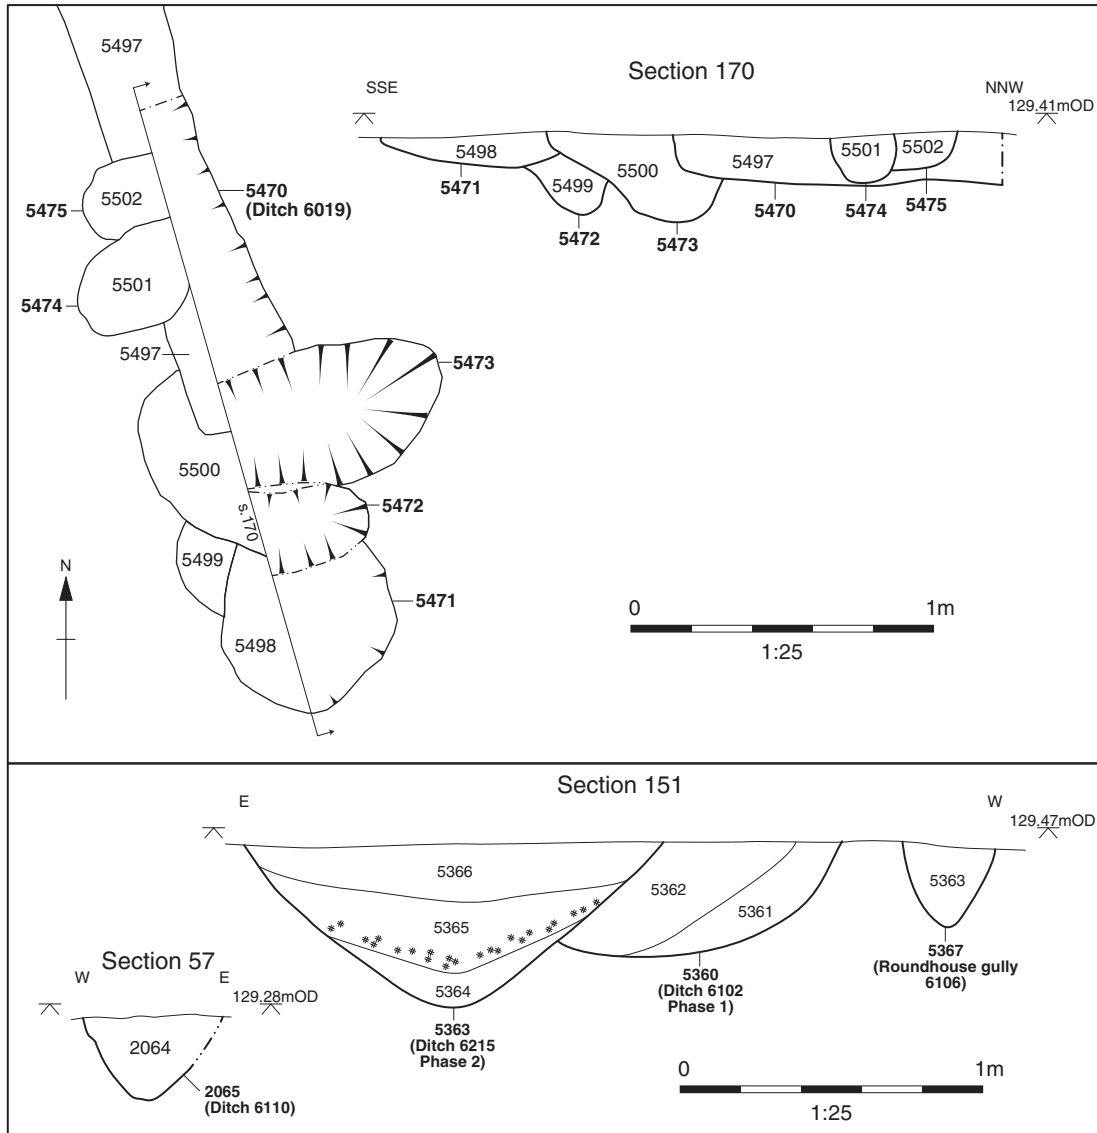 Section 170
SSE
NNW
129.41mOD
5498
5499
5500
5497
5501
5502
5471
5472
5473
5470
5474
5475
5497
5502
5475
5470
(Ditch 6019)
5501
5474
5497
5473
5500
s.170
5472
5499
5471
5498
N
0
1m
1:25
Section 151
E
W
129.47mOD
5366
5365
5364
5362
5361
5363
5363
(Ditch 6215
Phase 2)
5360
(Ditch 6102
Phase 1)
5367
(Roundhouse gully
6106)
Section 57
W
E
129.28mOD
2064
2065
(Ditch 6110)
0
1m
1:25